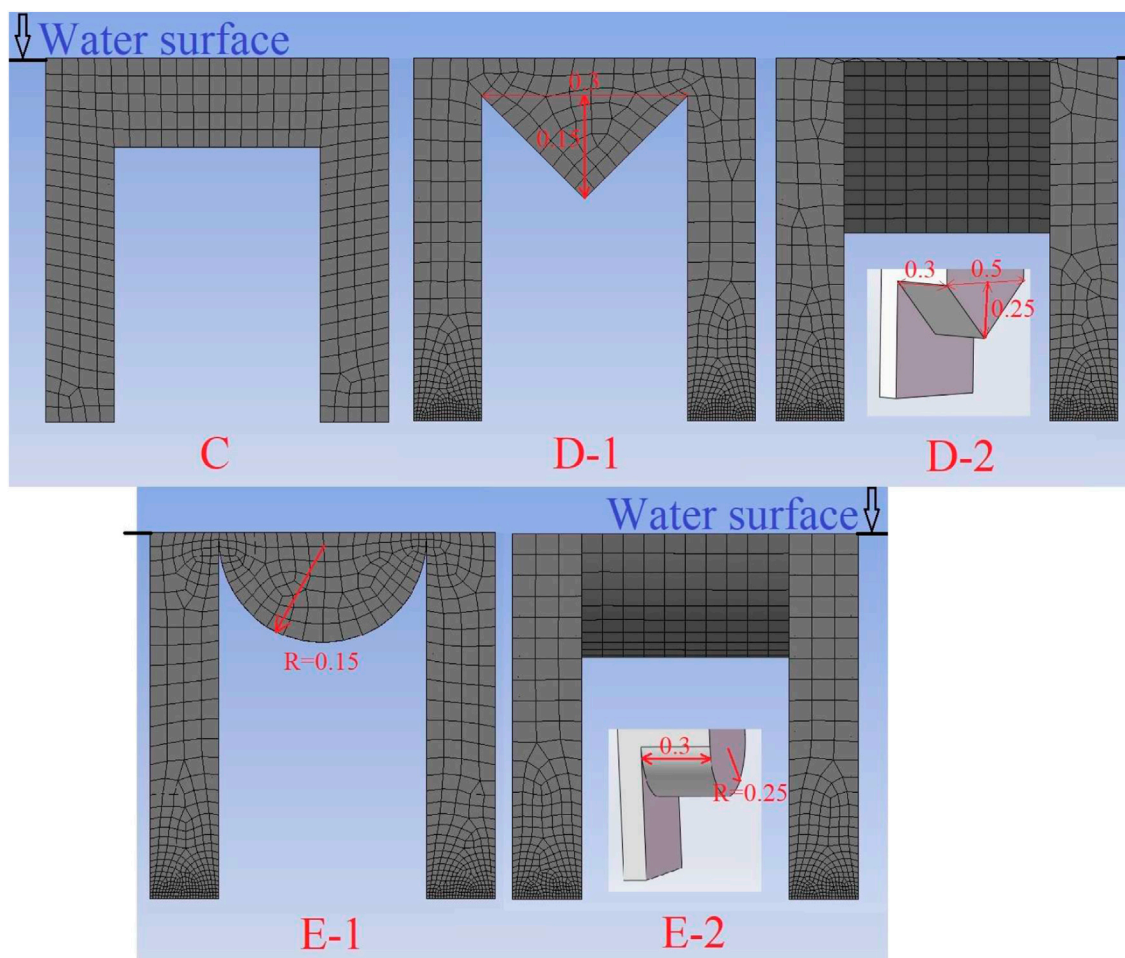 Water surface
0.3
0.15
0.3
0.5
0.25
C
D-1
D-2
Water surface
R=0.15
0.3
R=0.25
E-1
E-2